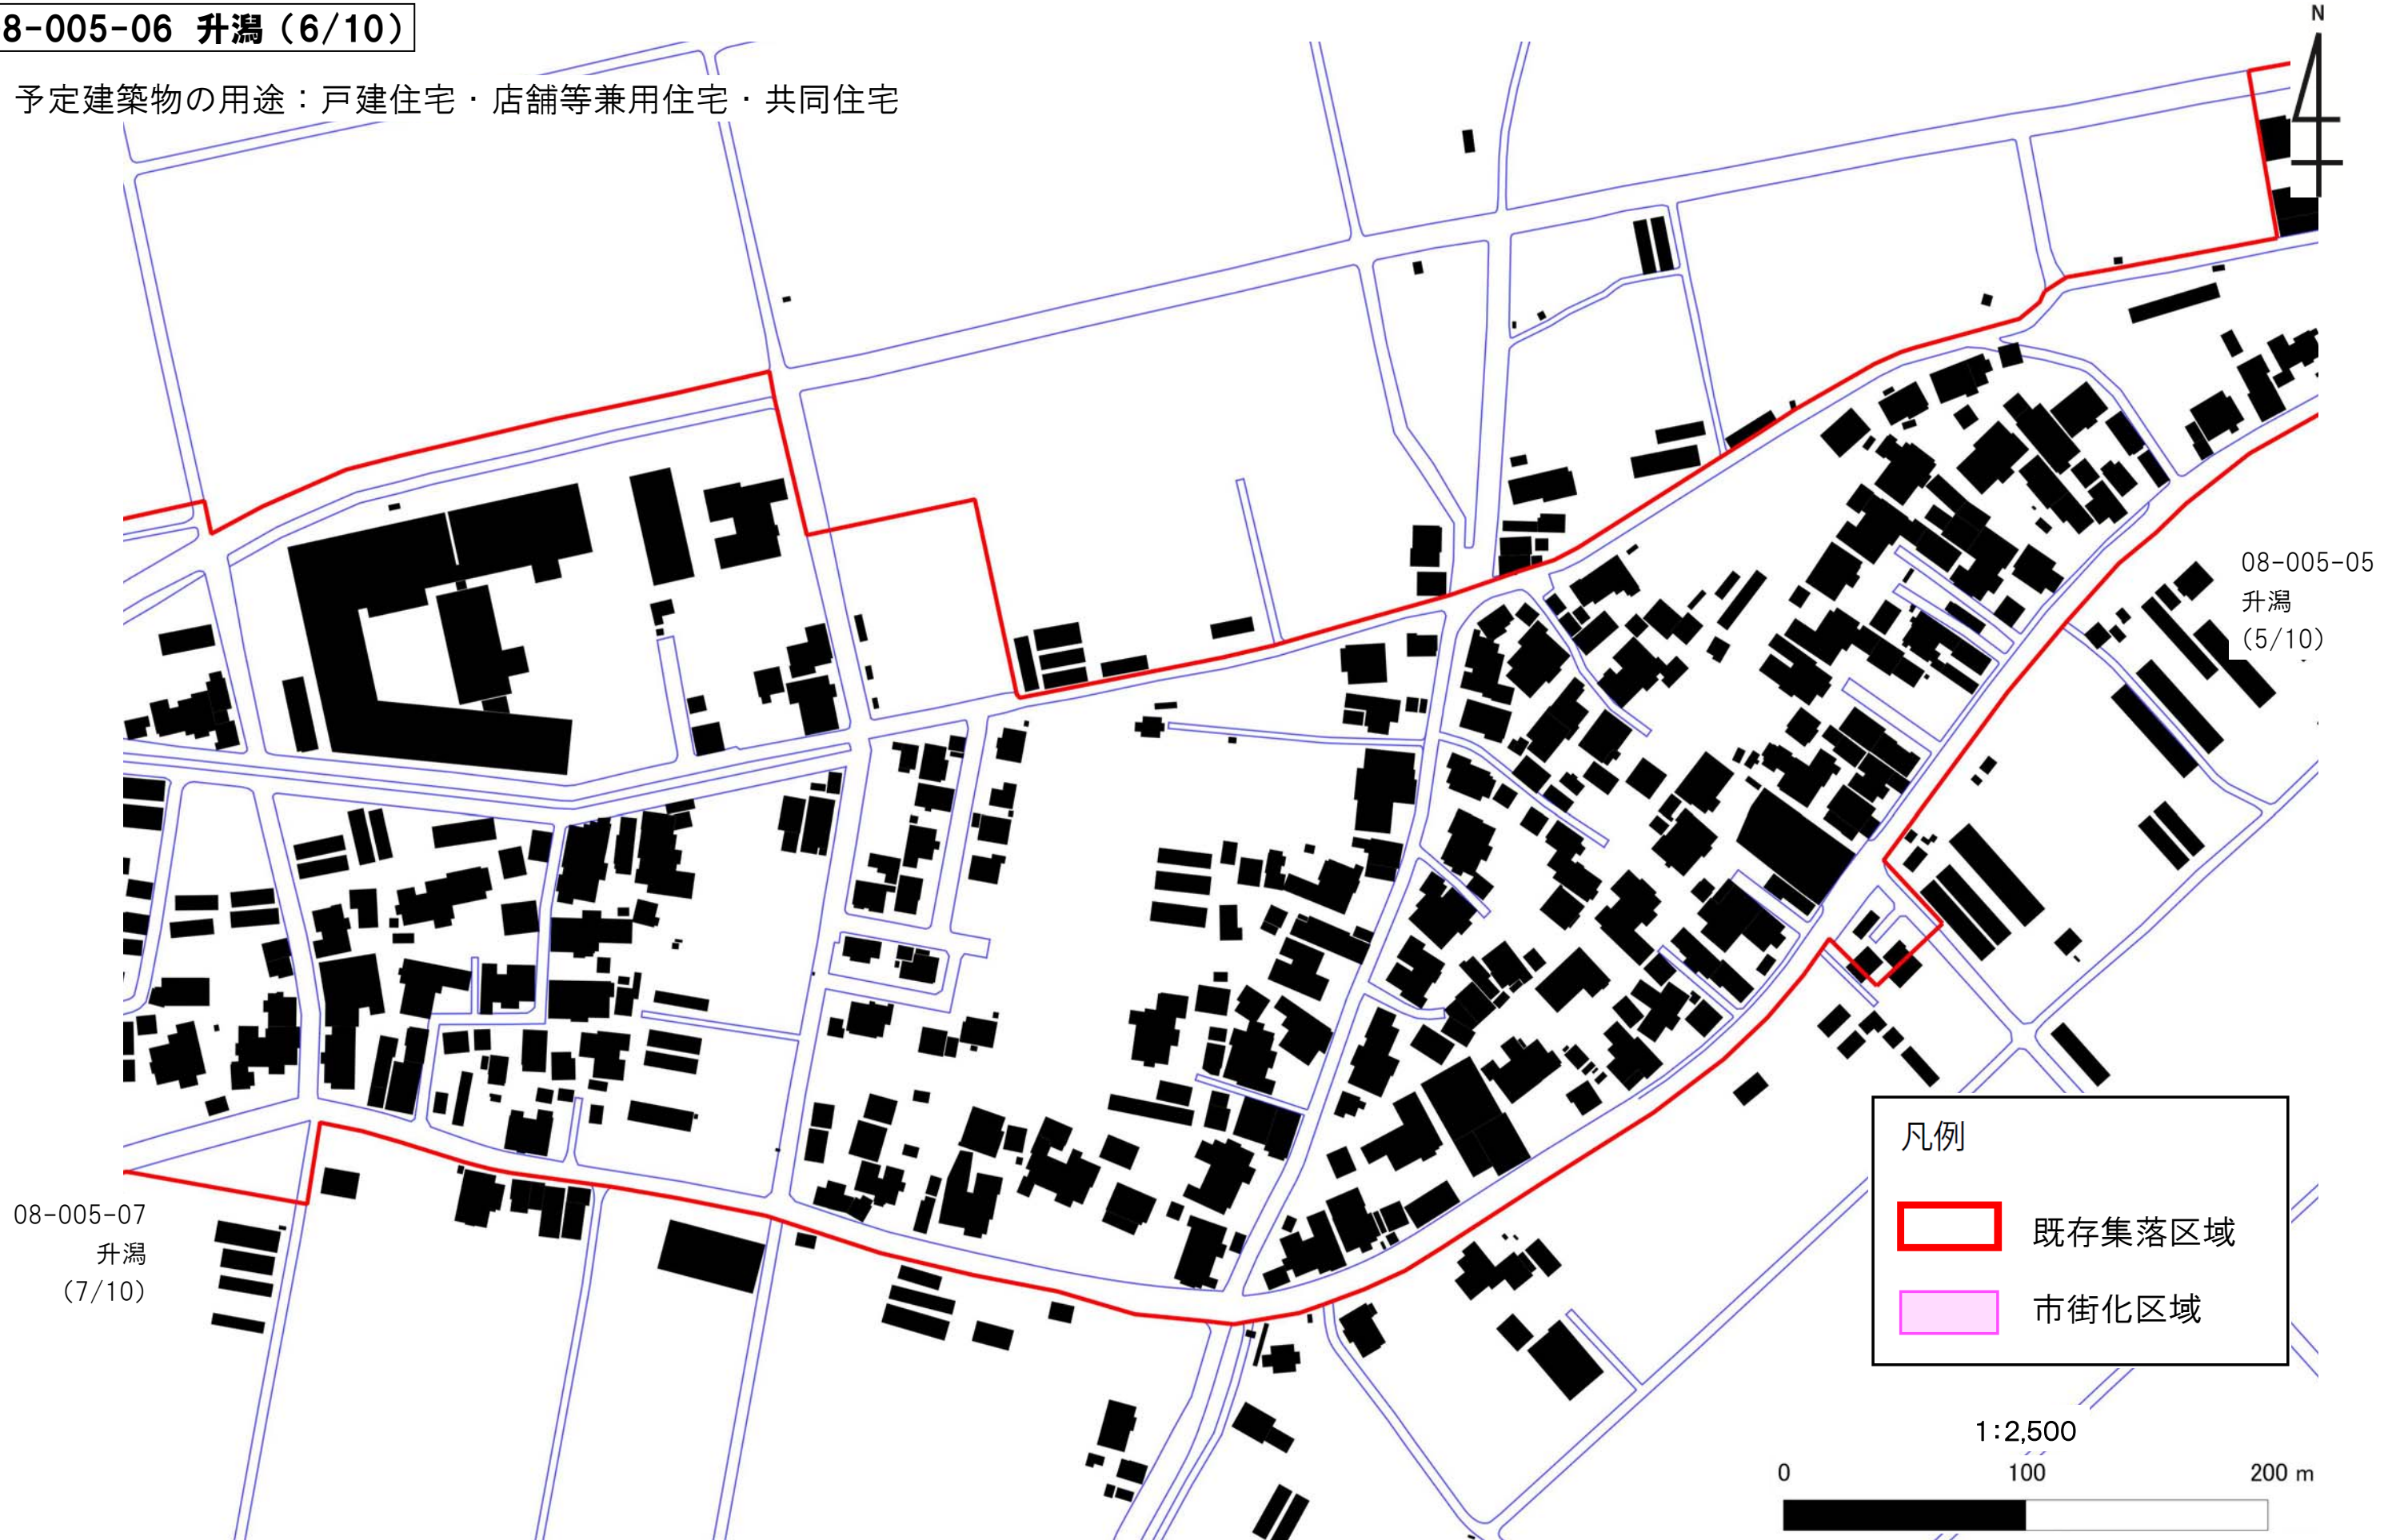 8-005-06 升潟（6/10）
N
予定建築物の用途：戸建住宅・店舗等兼用住宅・共同住宅
08-005-05
升潟
(5/10)
08-005-07
升潟
(7/10)
凡例
既存集落区域
市街化区域
1:2,500
0 100 200 m